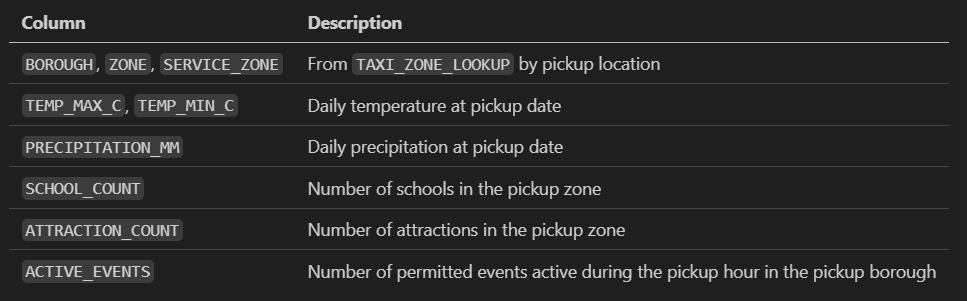 Column Description
BOROUGH, ZONE, SERVICE_ZONE From TAXI_ZONE_LOOKUP by pickup location
TEMP_MAX_C, TEMP_MIN_C Daily temperature at pickup date
PRECIPITATION_MM Daily precipitation at pickup date
SCHOOL_COUNT Number of schools in the pickup zone
ATTRACTION_COUNT Number of attractions in the pickup zone
ACTIVE_EVENTS Number of permitted events active during the pickup hour in the pickup borough